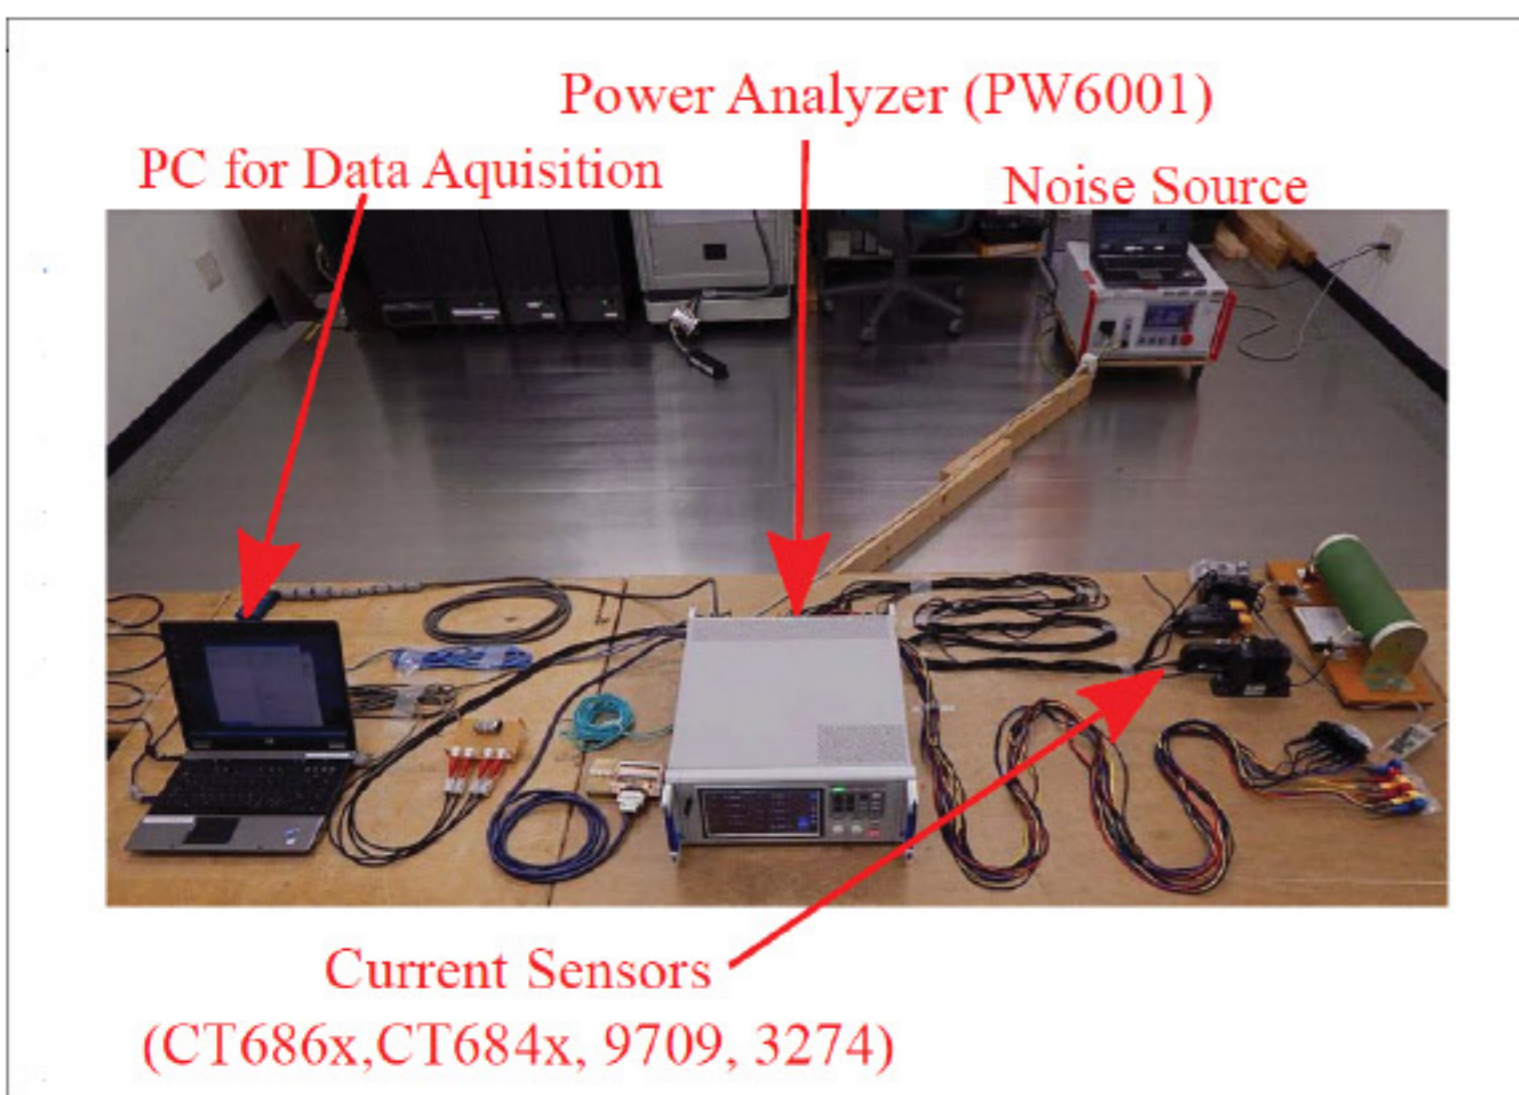 Power Analyzer (PW6001)
PC for Data Aquisition
Noise Source
Current Sensors
(CT686x,CT684x, 9709, 3274)